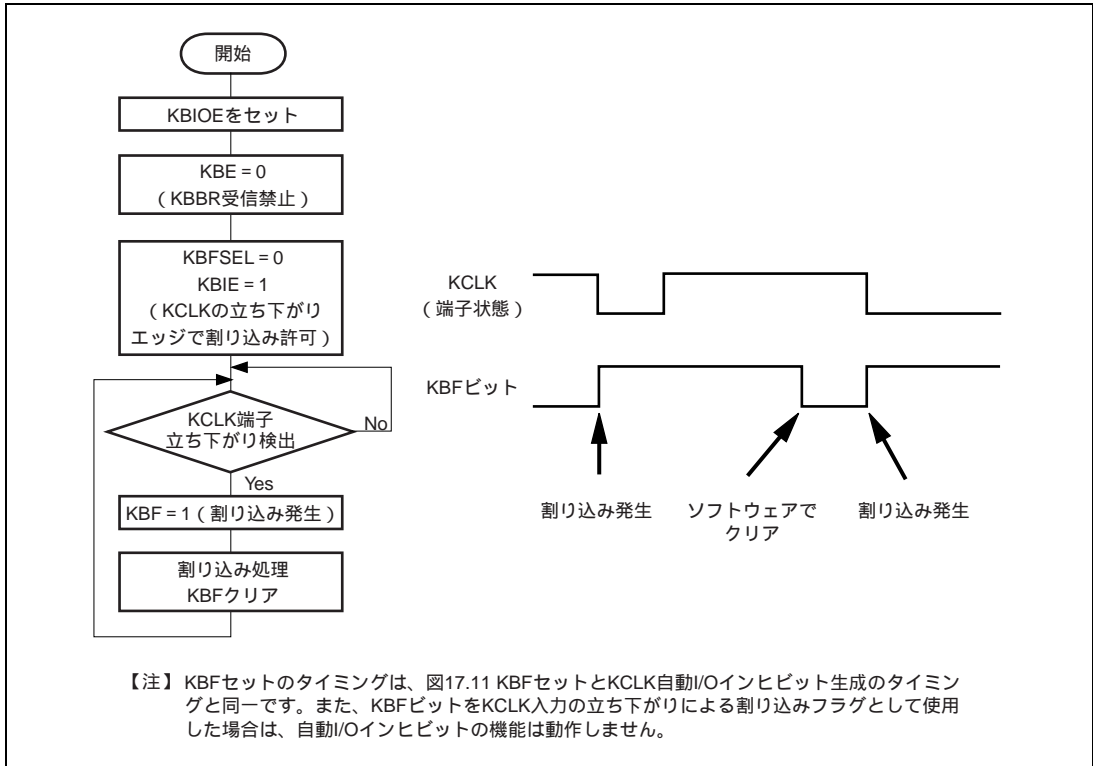 開始
KBIOEをセット
KBE = 0
（KBBR受信禁止）
KBFSEL = 0
KBIE = 1
（KCLKの立ち下がり
エッジで割り込み許可）
KCLK端子
立ち下がり検出
No
Yes
KBF = 1（割り込み発生）
割り込み処理
KBFクリア
KCLK
（端子状態）
KBFビット
割り込み発生
ソフトウェアで
クリア
割り込み発生
【注】 KBFセットのタイミングは、図17.11 KBFセットとKCLK自動I/Oインヒビット生成のタイミン
グと同一です。また、KBFビットをKCLK入力の立ち下がりによる割り込みフラグとして使用
した場合は、自動I/Oインヒビットの機能は動作しません。